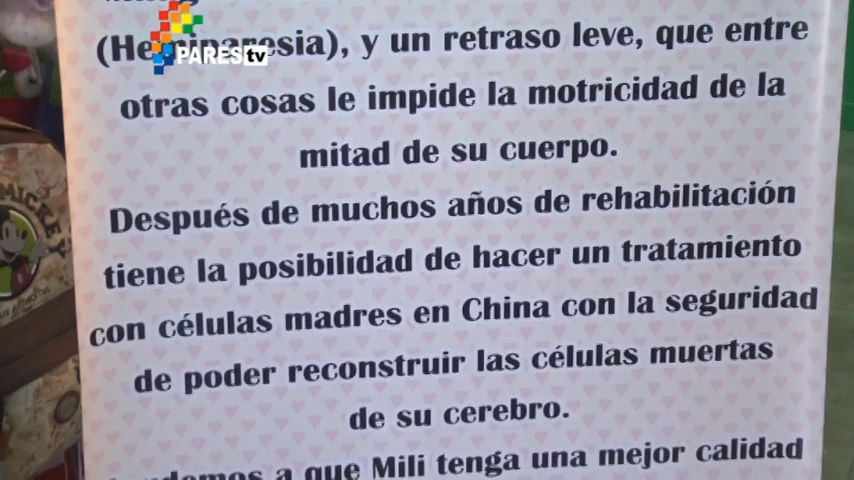 (Hemiparesia), y un retraso leve, que entre
otras cosas le impide la motricidad de la
mitad de su cuerpo.
Después de muchos años de rehabilitación
tiene la posibilidad de hacer un tratamiento
con células madres en China con la seguridad
de poder reconstruir las células muertas
de su cerebro.
a que Mili tenga una mejor calidad
PARES tv
MICKEY